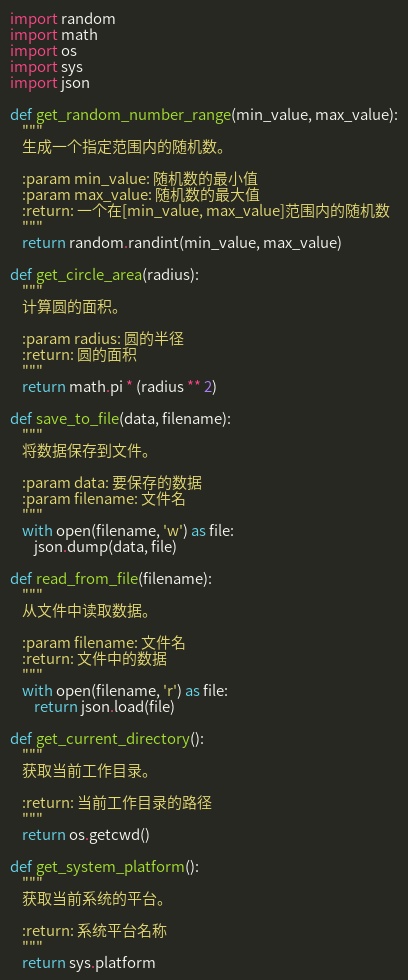 import random
import math
import os
import sys
import json

def get_random_number_range(min_value, max_value):
    """
    生成一个指定范围内的随机数。

    :param min_value: 随机数的最小值
    :param max_value: 随机数的最大值
    :return: 一个在[min_value, max_value]范围内的随机数
    """
    return random.randint(min_value, max_value)

def get_circle_area(radius):
    """
    计算圆的面积。

    :param radius: 圆的半径
    :return: 圆的面积
    """
    return math.pi * (radius ** 2)

def save_to_file(data, filename):
    """
    将数据保存到文件。

    :param data: 要保存的数据
    :param filename: 文件名
    """
    with open(filename, 'w') as file:
        json.dump(data, file)

def read_from_file(filename):
    """
    从文件中读取数据。

    :param filename: 文件名
    :return: 文件中的数据
    """
    with open(filename, 'r') as file:
        return json.load(file)

def get_current_directory():
    """
    获取当前工作目录。

    :return: 当前工作目录的路径
    """
    return os.getcwd()

def get_system_platform():
    """
    获取当前系统的平台。

    :return: 系统平台名称
    """
    return sys.platform